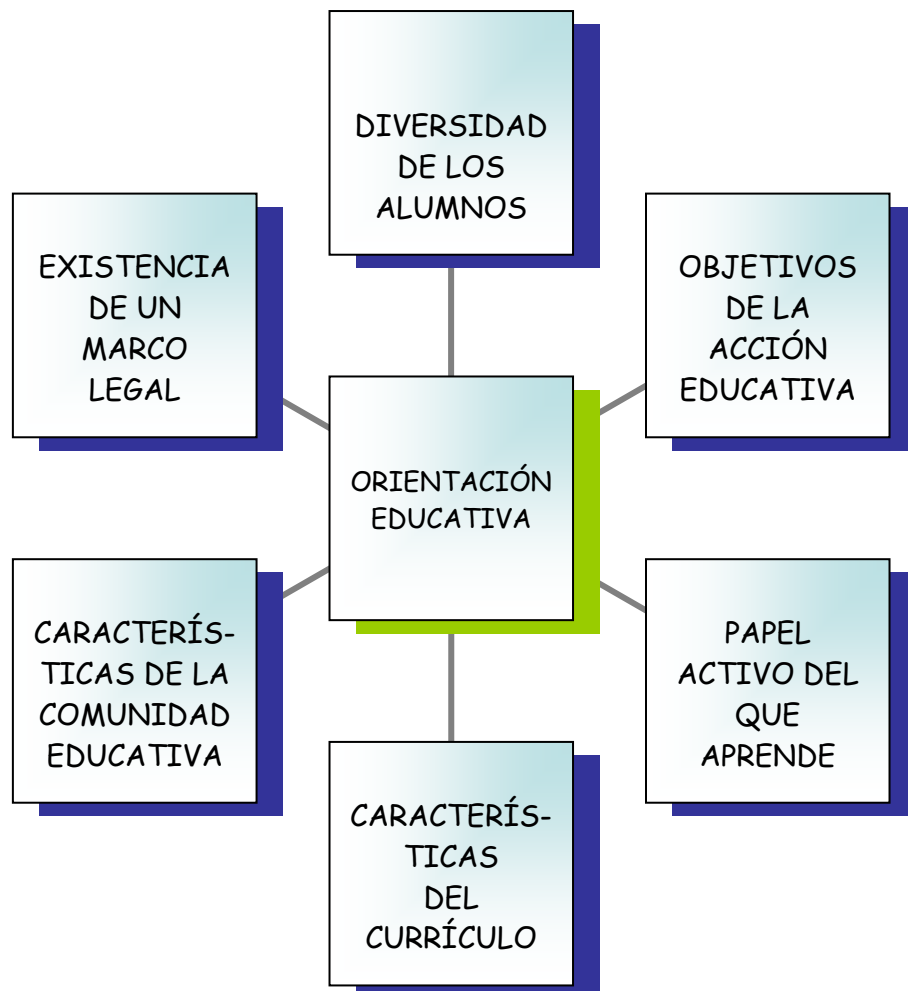 DIVERSIDAD
DE LOS
ALUMNOS
EXISTENCIA
DE UN
MARCO
LEGAL
OBJETIVOS
DE LA
ACCIÓN
EDUCATIVA
ORIENTACIÓN
EDUCATIVA
CARACTERÍS-
TICAS DE LA
COMUNIDAD
EDUCATIVA
PAPEL
ACTIVO DEL
QUE
APRENDE
CARACTERÍS-
TICAS
DEL
CURRÍCULO